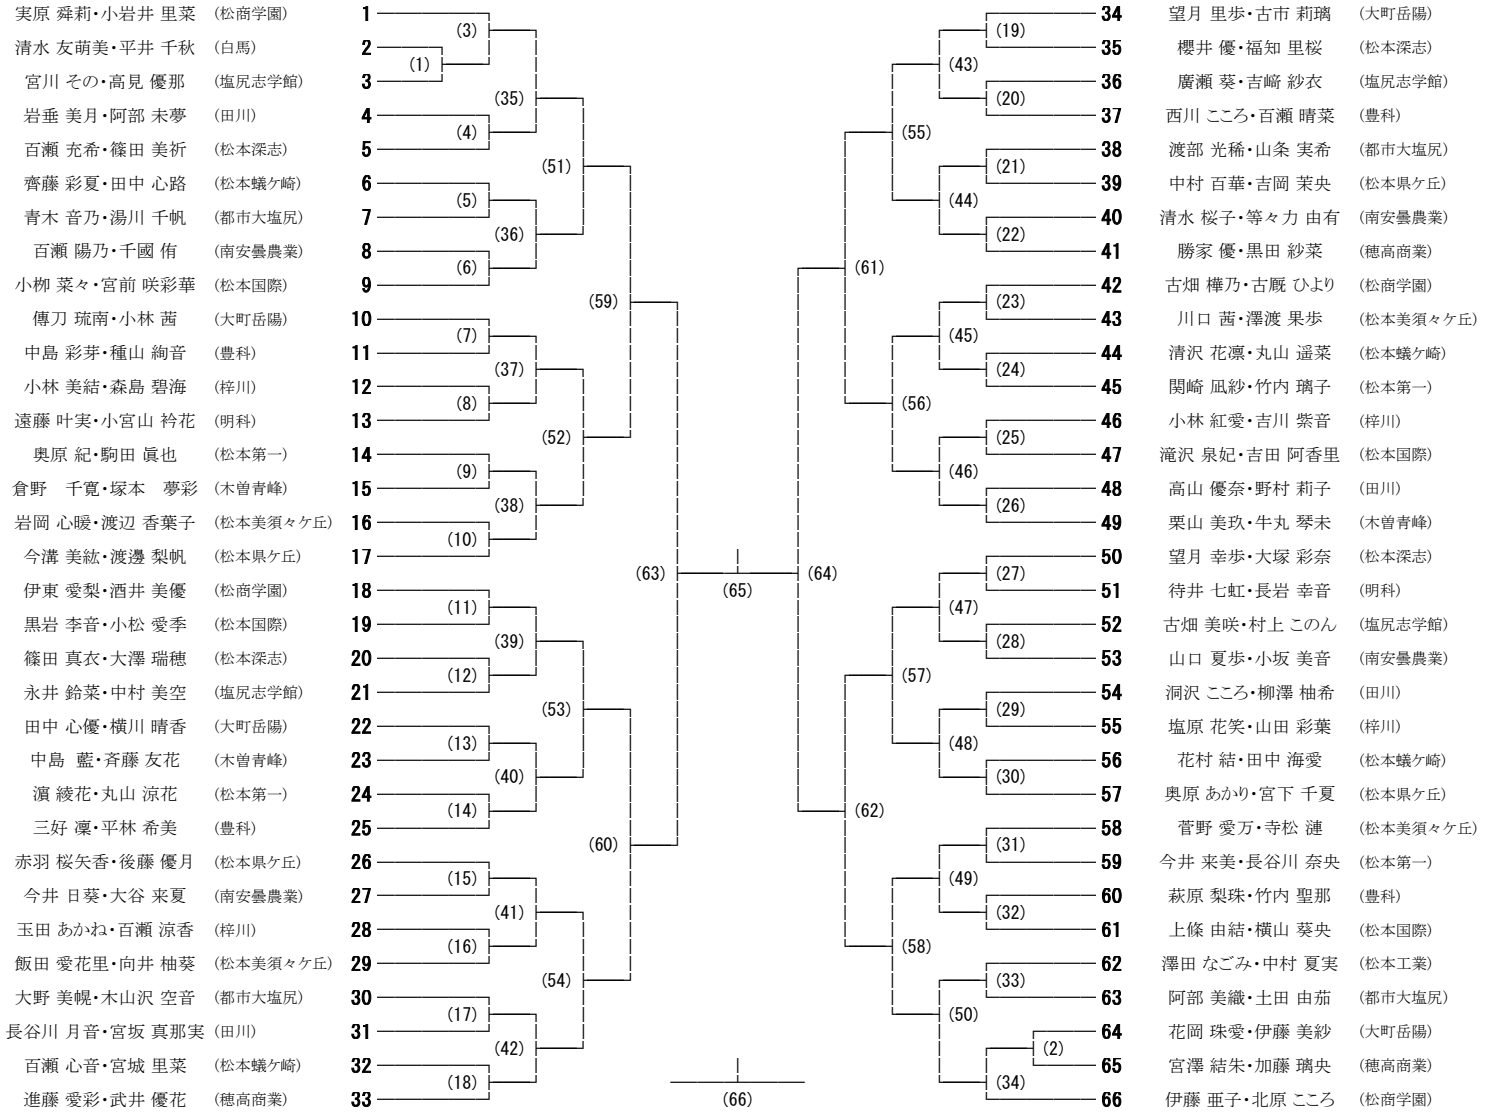 実原 舜莉・小岩井 里菜 (松商学園) 1
清水 友萌美・平井 千秋 (白馬) 2
宮川 その・高見 優那 (塩尻志学館) 3
岩垂 美月・阿部 未夢 (田川) 4
百瀬 充希・篠田 美祈 (松本深志) 5
齊藤 彩夏・田中 心路 (松本蟻ケ崎) 6
青木 音乃・湯川 千帆 (都市大塩尻) 7
百瀬 陽乃・千國 侑 (南安曇農業) 8
小栁 菜々・宮前 咲彩華 (松本国際) 9
傳刀 琉南・小林 茜 (大町岳陽) 10
中島 彩芽・種山 絢音 (豊科) 11
小林 美結・森島 碧海 (梓川) 12
遠藤 叶実・小宮山 衿花 (明科) 13
奥原 紀・駒田 眞也 (松本第一) 14
倉野 千寛・塚本 夢彩 (木曽青峰) 15
岩岡 心暖・渡辺 香葉子 (松本美須々ケ丘) 16
今溝 美紘・渡邊 梨帆 (松本県ケ丘) 17
伊東 愛梨・酒井 美優 (松商学園) 18
黒岩 李音・小松 愛季 (松本国際) 19
篠田 真衣・大澤 瑞穂 (松本深志) 20
永井 鈴菜・中村 美空 (塩尻志学館) 21
田中 心優・横川 晴香 (大町岳陽) 22
中島 藍・斉藤 友花 (木曽青峰) 23
濵 綾花・丸山 涼花 (松本第一) 24
三好 凜・平林 希美 (豊科) 25
赤羽 桜矢香・後藤 優月 (松本県ケ丘) 26
今井 日葵・大谷 来夏 (南安曇農業) 27
玉田 あかね・百瀬 涼香 (梓川) 28
飯田 愛花里・向井 柚葵 (松本美須々ケ丘) 29
大野 美幌・木山沢 空音 (都市大塩尻) 30
長谷川 月音・宮坂 真那実 (田川) 31
百瀬 心音・宮城 里菜 (松本蟻ケ崎) 32
進藤 愛彩・武井 優花 (穂高商業) 33
(1)
(3)
(4)
(5)
(6)
(7)
(8)
(9)
(10)
(11)
(12)
(13)
(14)
(15)
(16)
(17)
(18)
(35)
(36)
(37)
(38)
(39)
(40)
(41)
(42)
(51)
(52)
(53)
(54)
(59)
(60)
(63)
(65)
(66)
(64)
(61)
(62)
(55)
(56)
(57)
(58)
(43)
(44)
(45)
(46)
(47)
(48)
(49)
(50)
(19)
(20)
(21)
(22)
(23)
(24)
(25)
(26)
(27)
(28)
(29)
(30)
(31)
(32)
(33)
(34)
(2)
34 望月 里歩・古市 莉璃 (大町岳陽)
35 櫻井 優・福知 里桜 (松本深志)
36 廣瀬 葵・吉﨑 紗衣 (塩尻志学館)
37 西川 こころ・百瀬 晴菜 (豊科)
38 渡部 光稀・山条 実希 (都市大塩尻)
39 中村 百華・吉岡 茉央 (松本県ケ丘)
40 清水 桜子・等々力 由有 (南安曇農業)
41 勝家 優・黒田 紗菜 (穂高商業)
42 古畑 樺乃・古厩 ひより (松商学園)
43 川口 茜・澤渡 果歩 (松本美須々ケ丘)
44 清沢 花凛・丸山 遥菜 (松本蟻ケ崎)
45 関崎 凪紗・竹内 璃子 (松本第一)
46 小林 紅愛・吉川 紫音 (梓川)
47 滝沢 泉妃・吉田 阿香里 (松本国際)
48 高山 優奈・野村 莉子 (田川)
49 栗山 美玖・牛丸 琴未 (木曽青峰)
50 望月 幸歩・大塚 彩奈 (松本深志)
51 待井 七虹・長岩 幸音 (明科)
52 古畑 美咲・村上 このん (塩尻志学館)
53 山口 夏歩・小坂 美音 (南安曇農業)
54 洞沢 こころ・柳澤 柚希 (田川)
55 塩原 花笑・山田 彩葉 (梓川)
56 花村 結・田中 海愛 (松本蟻ケ崎)
57 奥原 あかり・宮下 千夏 (松本県ケ丘)
58 菅野 愛万・寺松 漣 (松本美須々ケ丘)
59 今井 来美・長谷川 奈央 (松本第一)
60 萩原 梨珠・竹内 聖那 (豊科)
61 上條 由結・横山 葵央 (松本国際)
62 澤田 なごみ・中村 夏実 (松本工業)
63 阿部 美織・土田 由茄 (都市大塩尻)
64 花岡 珠愛・伊藤 美紗 (大町岳陽)
65 宮澤 結朱・加藤 璃央 (穂高商業)
66 伊藤 亜子・北原 こころ (松商学園)